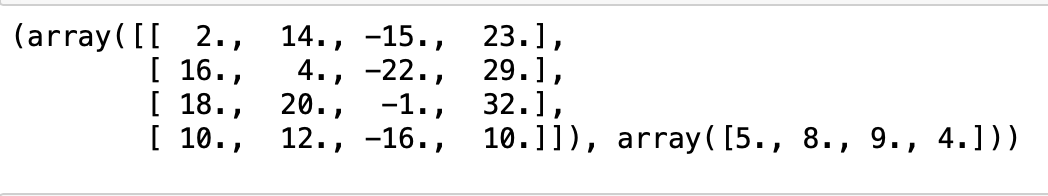 (array([[  2.,  14., -15.,  23.],
        [ 16.,   4., -22.,  29.],
        [ 18.,  20.,  -1.,  32.],
        [ 10.,  12., -16.,  10.]]), array([5., 8., 9., 4.]))